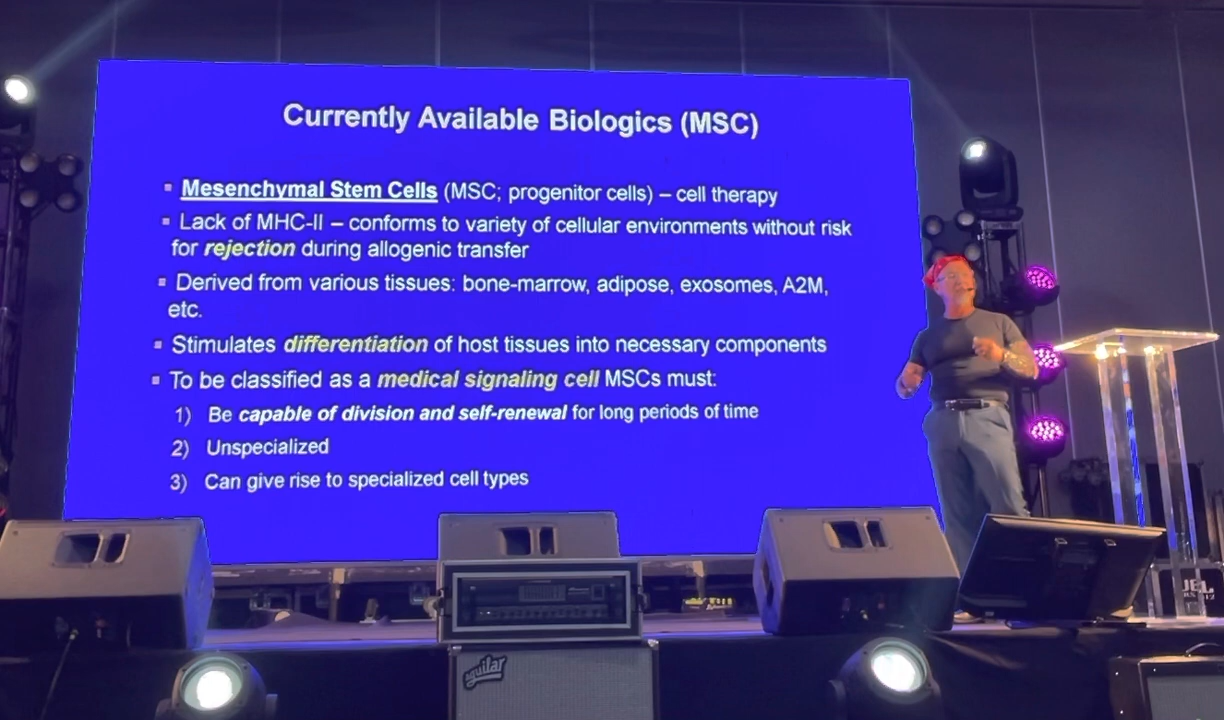 Currently Available Biologics (MSC)
▪ Mesenchymal Stem Cells (MSC; progenitor cells) – cell therapy
▪ Lack of MHC-II – conforms to variety of cellular environments without risk
for rejection during allogenic transfer
▪ Derived from various tissues: bone-marrow, adipose, exosomes, A2M,
etc.
▪ Stimulates differentiation of host tissues into necessary components
▪ To be classified as a medical signaling cell MSCs must:
1) Be capable of division and self-renewal for long periods of time
2) Unspecialized
3) Can give rise to specialized cell types
aguilar